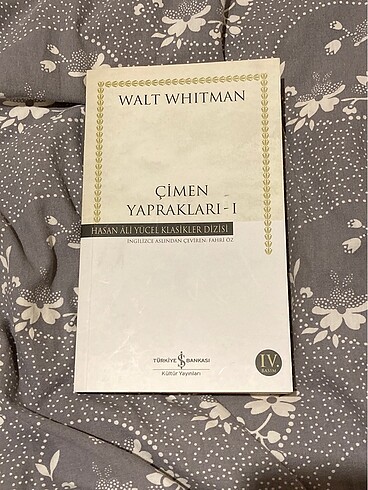 WALT WHITMAN
ÇİMEN
YAPRAKLARI - I
HASAN ÂLİ YÜCEL KLASİKLER DİZİSİ
İNGİLİZCE ASLINDAN ÇEVİREN: FAHRİ ÖZ
TÜRKİYE İŞ BANKASI
Kültür Yayınları
IV.
BASIM